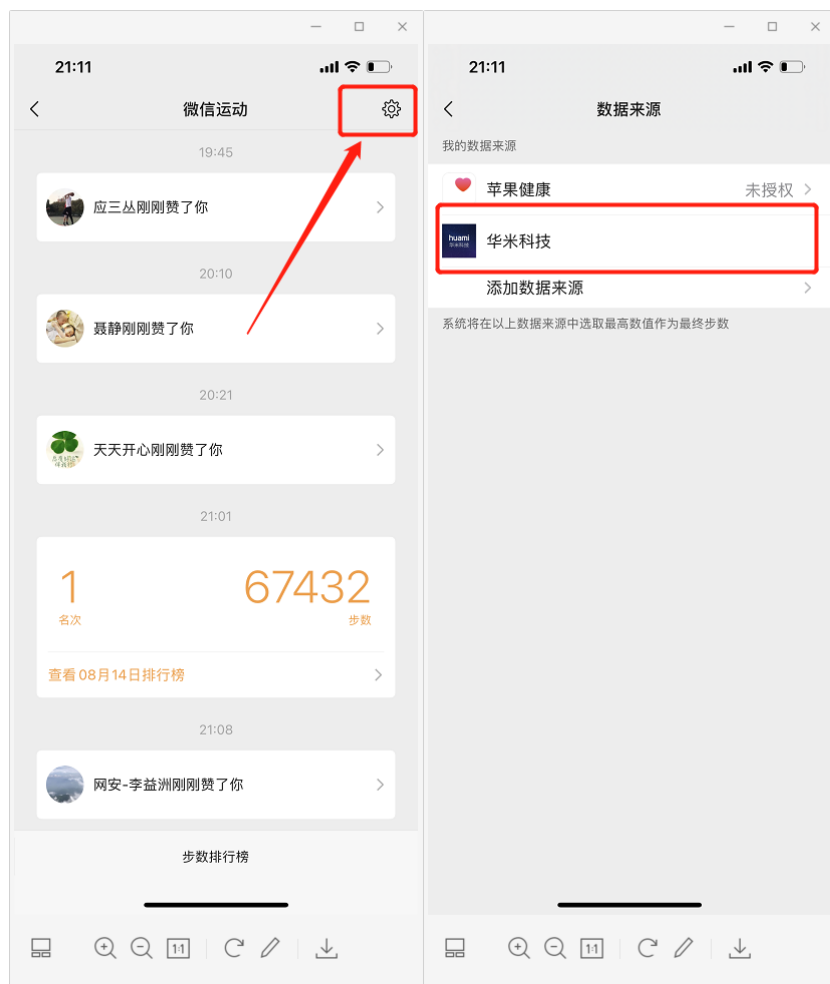 21:11
微信运动
19:45
应三丛刚刚赞了你
20:10
聂静刚刚赞了你
20:21
天天开心刚刚赞了你
21:01
1
67432
名次
步数
查看08月14日排行榜
21:08
网安-李益洲刚刚赞了你
步数排行榜
1:1
21:11
数据来源
我的数据来源
苹果健康
未授权
huami
华米科技
华米科技
添加数据来源
系统将在以上数据来源中选取最高数值作为最终步数
1:1